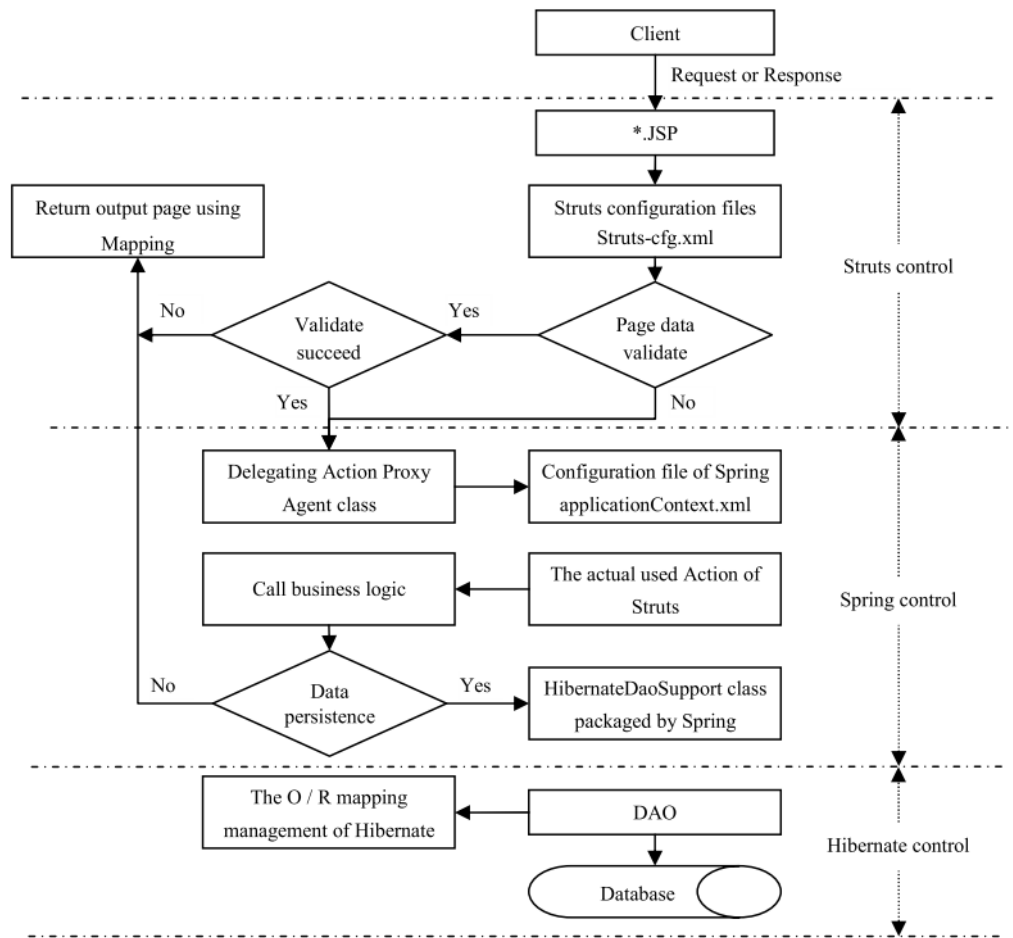 Client
Request or Response
*.JSP
Return output page using
Mapping
Struts configuration files
Struts-cfg.xml
Struts control
No
Validate
succeed
Yes
Page data
validate
Yes
No
Delegating Action Proxy
Agent class
Configuration file of Spring
applicationContext.xml
Call business logic
The actual used Action of
Struts
Spring control
No
Data
persistence
Yes
HibernateDaoSupport class
packaged by Spring
The O / R mapping
management of Hibernate
DAO
Hibernate control
Database